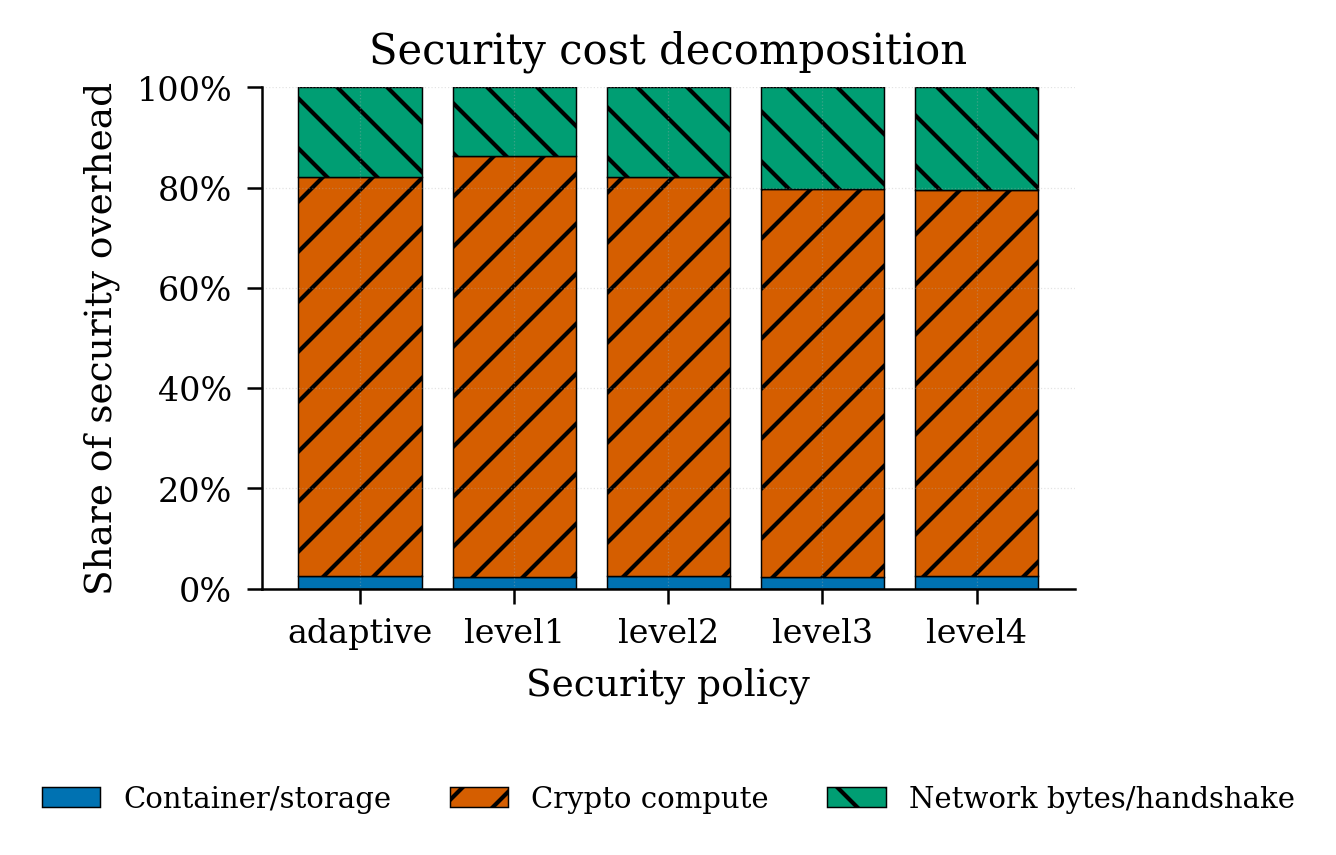 Security cost decomposition
Share of security overhead
100%
80%
60%
40%
20%
0%
adaptive level1 level2 level3 level4
Security policy
Container/storage Crypto compute Network bytes/handshake